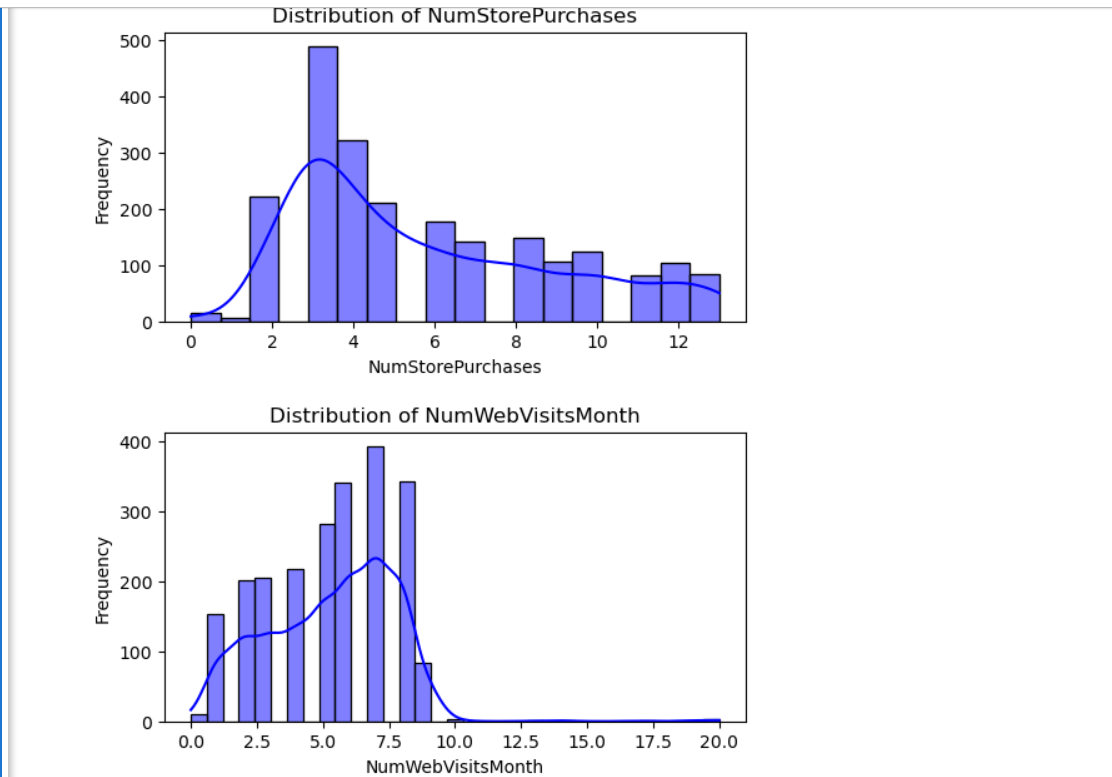 Distribution of NumStorePurchases
500
400
300
200
100
0
Frequency
0 2 4 6 8 10 12
NumStorePurchases
Distribution of NumWebVisitsMonth
400
300
200
100
0
Frequency
0.0 2.5 5.0 7.5 10.0 12.5 15.0 17.5 20.0
NumWebVisitsMonth